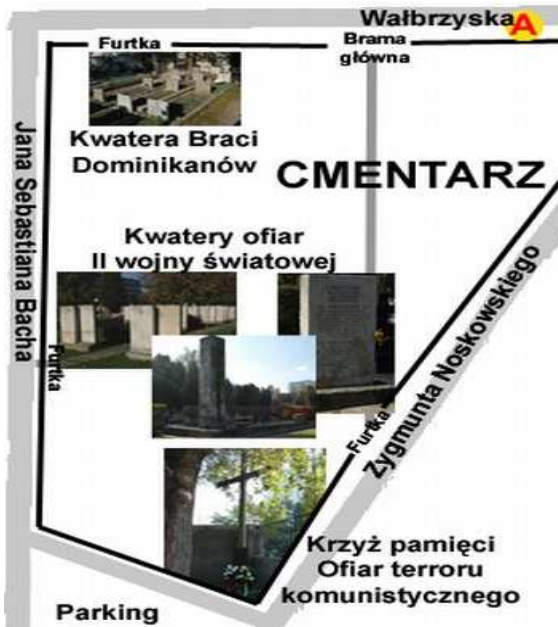 Wałbrzyska A
Furtka
Brama
główna
Kwatera Braci
Dominikanów
CMENTARZ
Jana Sebastiana Bacha
Kwatery ofiar
II wojny światowej
Zygmunta Noskowskiego
Furtka
Furtka
Krzyż pamięci
Ofiar terroru
komunistycznego
Parking